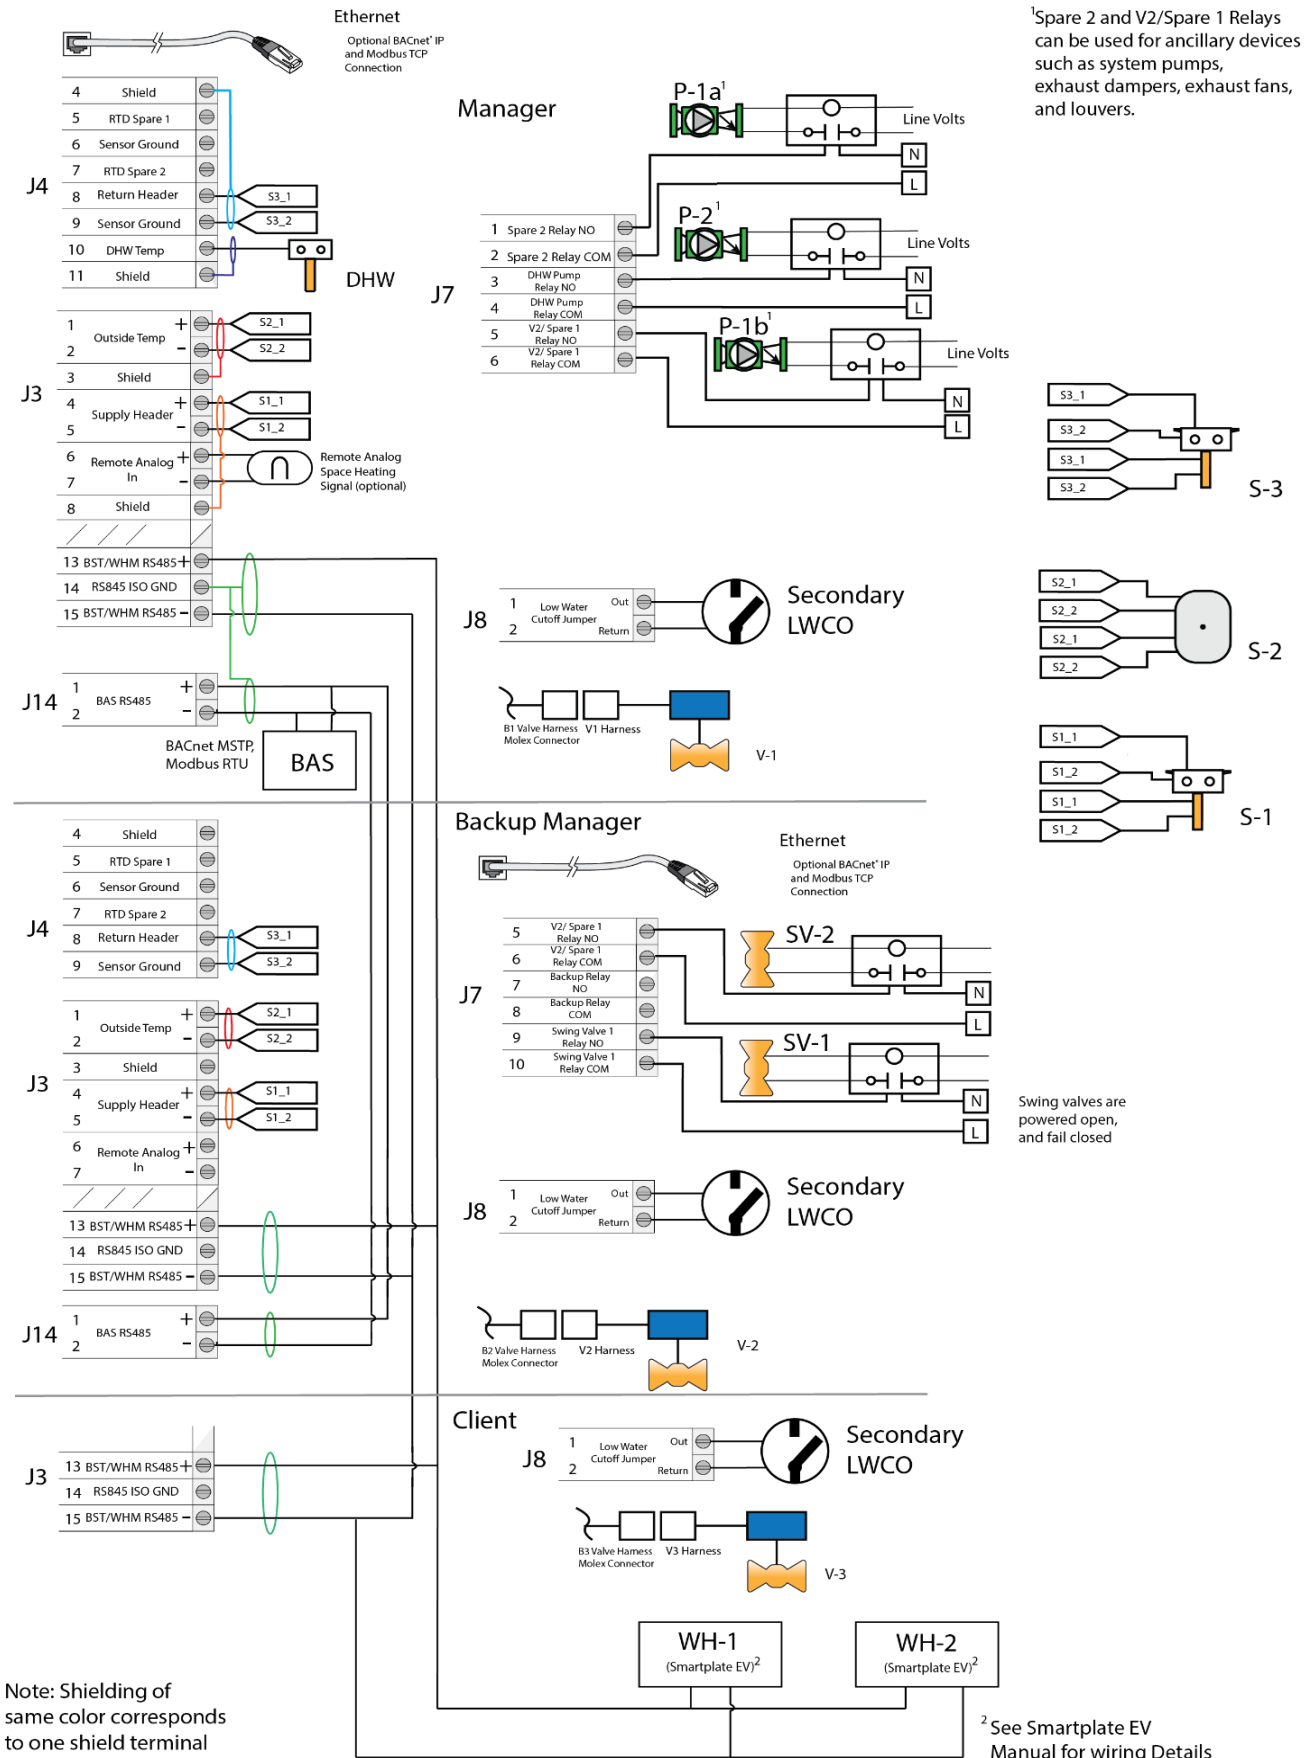 Ethernet
Optional BACnet* IP
and Modbus TCP
Connection
¹Spare 2 and V2/Spare 1 Relays
can be used for ancillary devices
such as system pumps,
exhaust dampers, exhaust fans,
and louvers.
Manager
J4
4 Shield
5 RTD Spare 1
6 Sensor Ground
7 RTD Spare 2
8 Return Header
9 Sensor Ground
10 DHW Temp
11 Shield
S3_1
S3_2
DHW
J3
1
2
Outside Temp
+
-
3 Shield
4
5
Supply Header
+
-
6
7
Remote Analog
In
+
-
8 Shield
S2_1
S2_2
S1_1
S1_2
Remote Analog
Space Heating
Signal (optional)
13 BST/WHM RS485 +
14 RS845 ISO GND
15 BST/WHM RS485 -
J14
1
2
BAS RS485
+
-
BACnet MSTP,
Modbus RTU
BAS
P-1a¹
Line Volts
N
L
P-2¹
Line Volts
N
L
P-1b¹
Line Volts
N
L
J7
1 Spare 2 Relay NO
2 Spare 2 Relay COM
3 DHW Pump
Relay NO
4 DHW Pump
Relay COM
5 V2/ Spare 1
Relay NO
6 V2/ Spare 1
Relay COM
J8
1
2
Low Water
Cutoff Jumper
Out
Return
Secondary
LWCO
B1 Valve Harness
Molex Connector
V1 Harness
V-1
S3_1
S3_2
S3_1
S3_2
S-3
S2_1
S2_2
S2_1
S2_2
S-2
S1_1
S1_2
S1_1
S1_2
S-1
Backup Manager
Ethernet
Optional BACnet* IP
and Modbus TCP
Connection
J4
4 Shield
5 RTD Spare 1
6 Sensor Ground
7 RTD Spare 2
8 Return Header
9 Sensor Ground
S3_1
S3_2
J3
1
2
Outside Temp
+
-
3 Shield
4
5
Supply Header
+
-
6
7
Remote Analog
In
+
-
S2_1
S2_2
S1_1
S1_2
13 BST/WHM RS485 +
14 RS845 ISO GND
15 BST/WHM RS485 -
J14
1
2
BAS RS485
+
-
J7
5 V2/ Spare 1
Relay NO
6 V2/ Spare 1
Relay COM
7 Backup Relay
NO
8 Backup Relay
COM
9 Swing Valve 1
Relay NO
10 Swing Valve 1
Relay COM
SV-2
N
L
SV-1
N
L
Swing valves are
powered open,
and fail closed
J8
1
2
Low Water
Cutoff Jumper
Out
Return
Secondary
LWCO
B2 Valve Harness
Molex Connector
V2 Harness
V-2
Client
J3
13 BST/WHM RS485 +
14 RS845 ISO GND
15 BST/WHM RS485 -
J8
1
2
Low Water
Cutoff Jumper
Out
Return
Secondary
LWCO
B3 Valve Harness
Molex Connector
V3 Harness
V-3
WH-1
(Smartplate EV)²
WH-2
(Smartplate EV)²
Note: Shielding of
same color corresponds
to one shield terminal
² See Smartplate EV
Manual for wiring Details